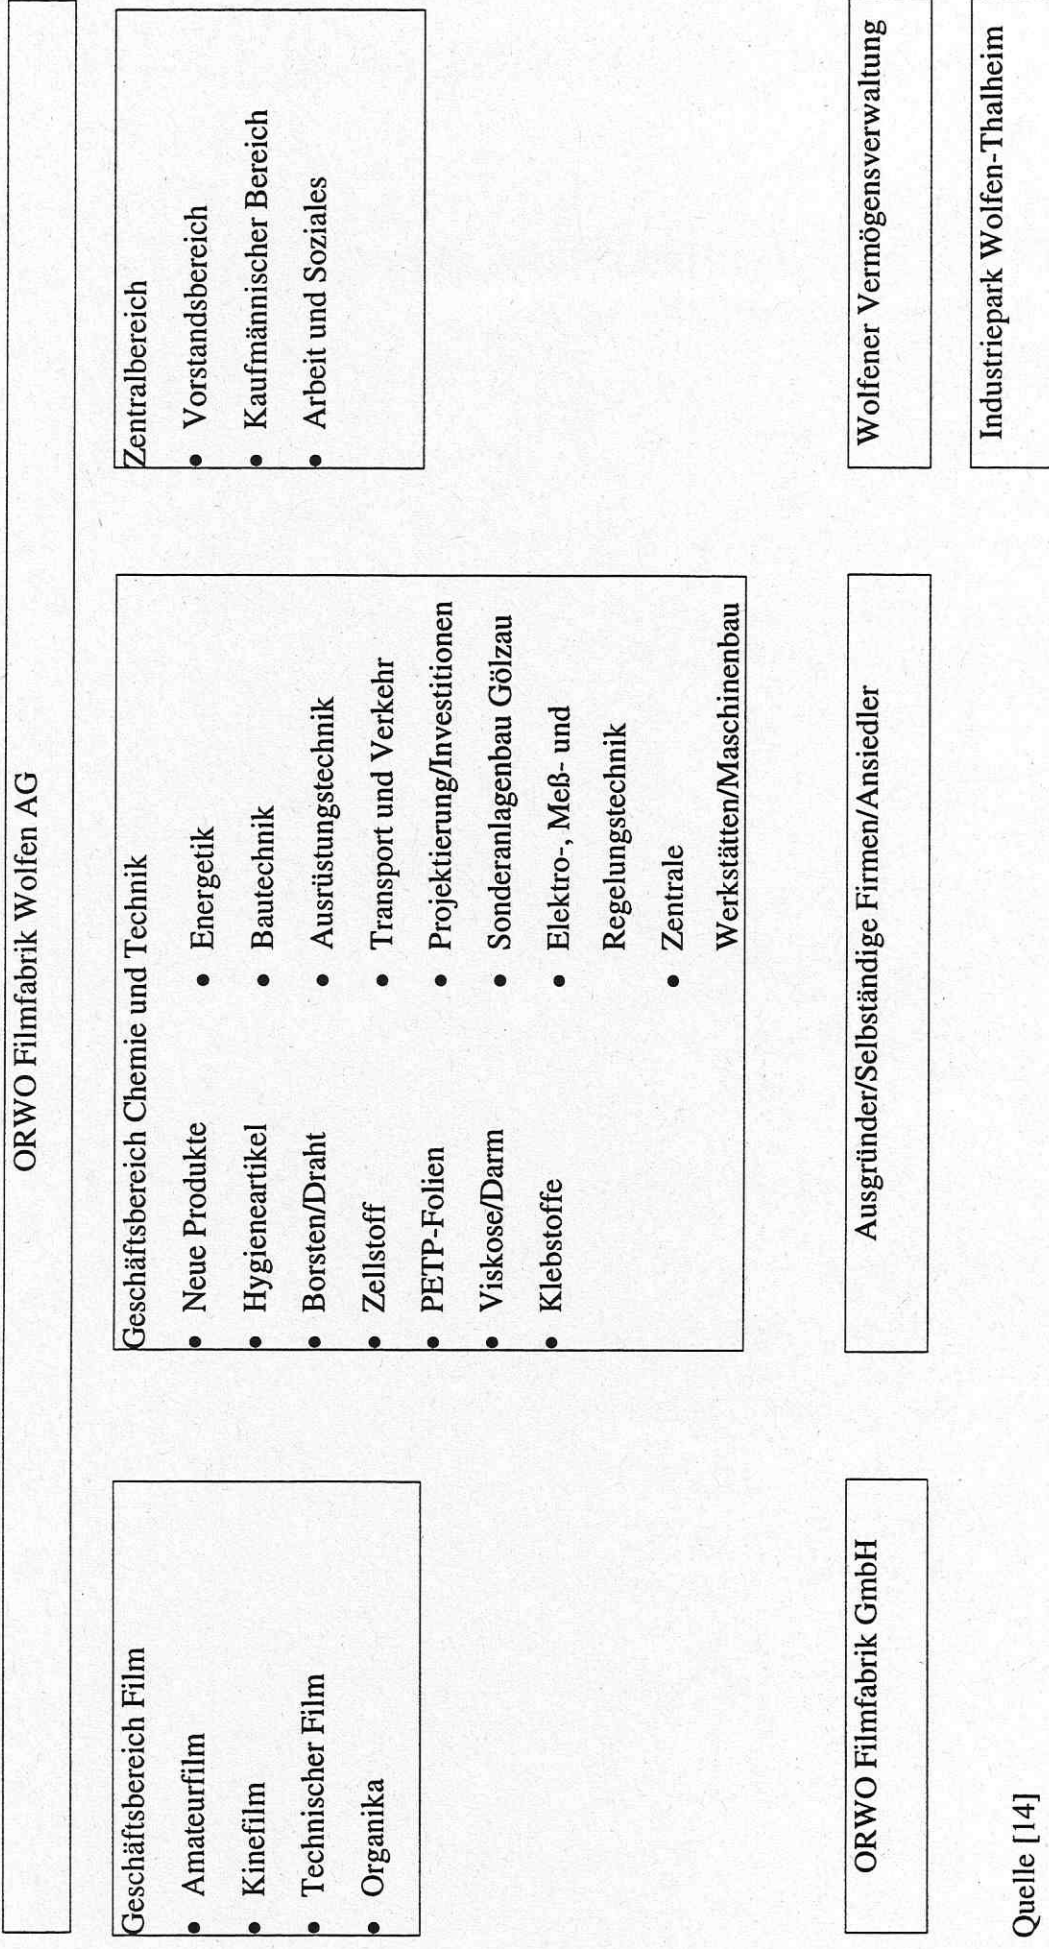 ORWO Filmfabrik Wolfen AG
Geschäftsbereich Film
• Amateurfilm
• Kinefilm
• Technischer Film
• Organika
Geschäftsbereich Chemie und Technik
• Neue Produkte
• Hygieneartikel
• Borsten/Draht
• Zellstoff
• PETP-Folien
• Viskose/Darm
• Klebstoffe
• Energetik
• Bautechnik
• Ausrüstungstechnik
• Transport und Verkehr
• Projektierung/Investitionen
• Sonderanlagenbau Gölzau
• Elektro-, Meß- und
Regelungstechnik
• Zentrale
Werkstätten/Maschinenbau
Zentralbereich
• Vorstandsbereich
• Kaufmännischer Bereich
• Arbeit und Soziales
ORWO Filmfabrik GmbH
Ausgründer/Selbständige Firmen/Ansiedler
Wolfener Vermögensverwaltung
Industriepark Wolfen-Thalheim
Quelle [14]